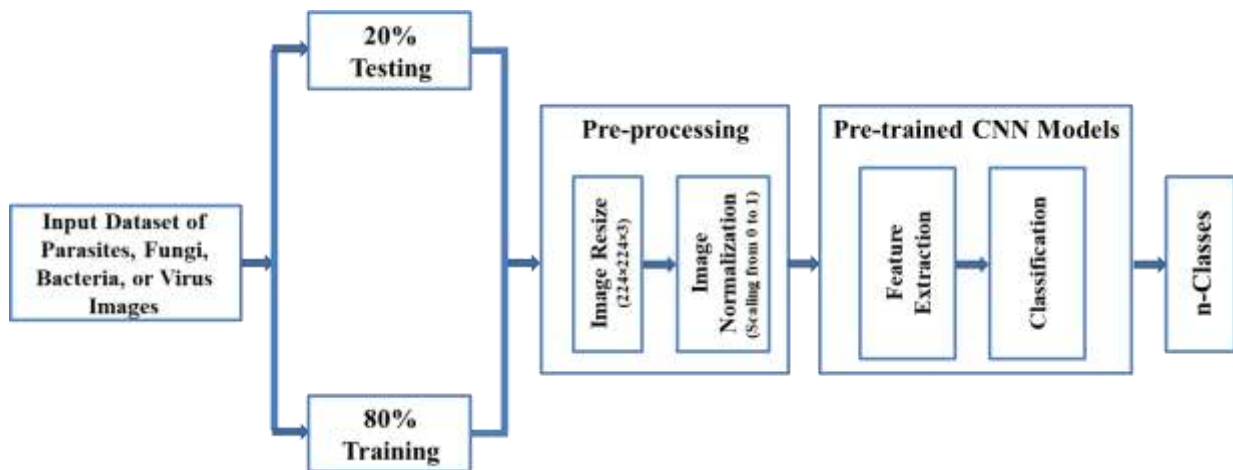 Input Dataset of
Parasites, Fungi,
Bacteria, or Virus
Images
20%
Testing
80%
Training
Pre-processing
Image Resize
(224×224×3)
Image
Normalization
(Scaling from 0 to 1)
Pre-trained CNN Models
Feature
Extraction
Classification
n-Classes